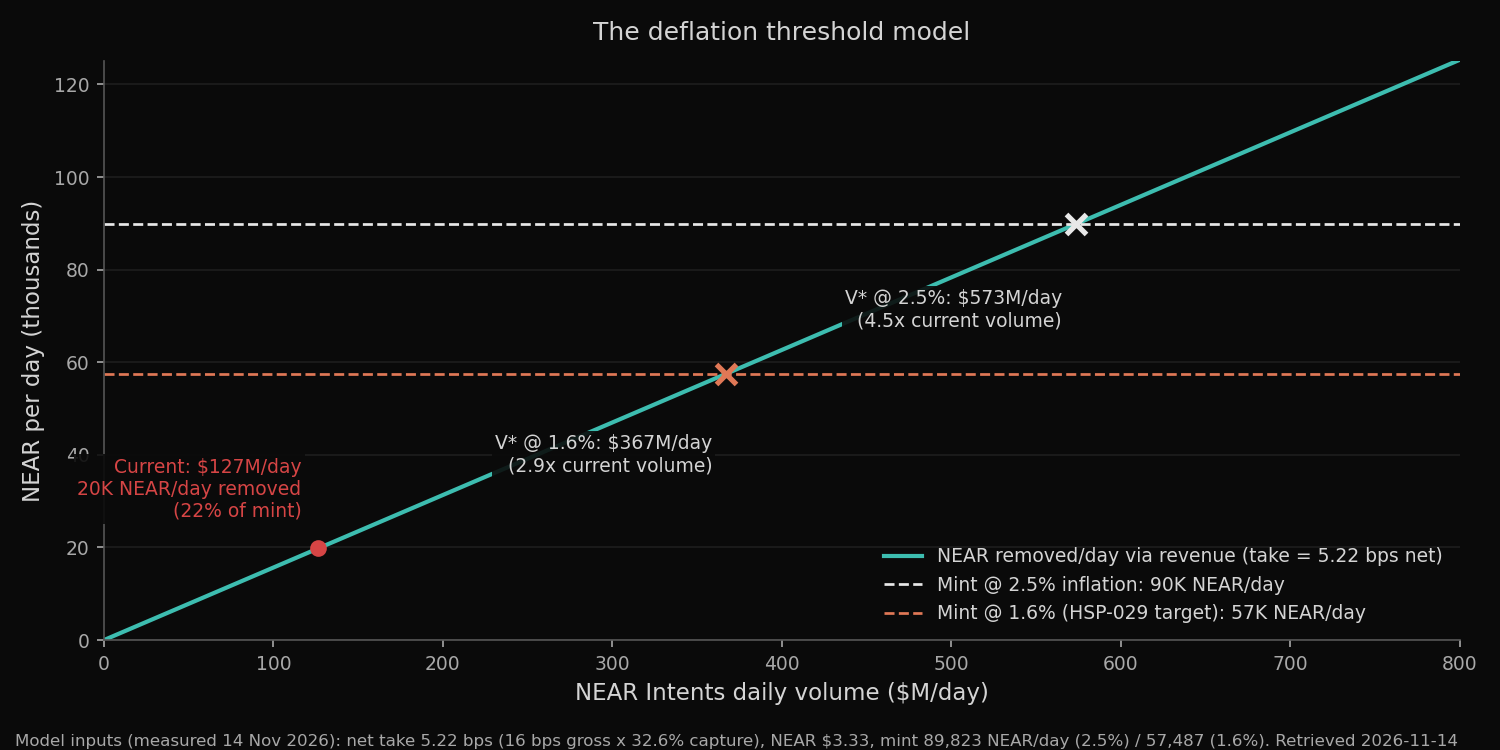 The deflation threshold model
NEAR per day (thousands)
120
100
80
60
40
20
0
V* @ 2.5%: $573M/day
(4.5x current volume)
V* @ 1.6%: $367M/day
(2.9x current volume)
Current: $127M/day
20K NEAR/day removed
(22% of mint)
NEAR removed/day via revenue (take = 5.22 bps net)
Mint @ 2.5% inflation: 90K NEAR/day
Mint @ 1.6% (HSP-029 target): 57K NEAR/day
0 100 200 300 400 500 600 700 800
NEAR Intents daily volume ($M/day)
Model inputs (measured 14 Nov 2026): net take 5.22 bps (16 bps gross x 32.6% capture), NEAR $3.33, mint 89,823 NEAR/day (2.5%) / 57,487 (1.6%). Retrieved 2026-11-14